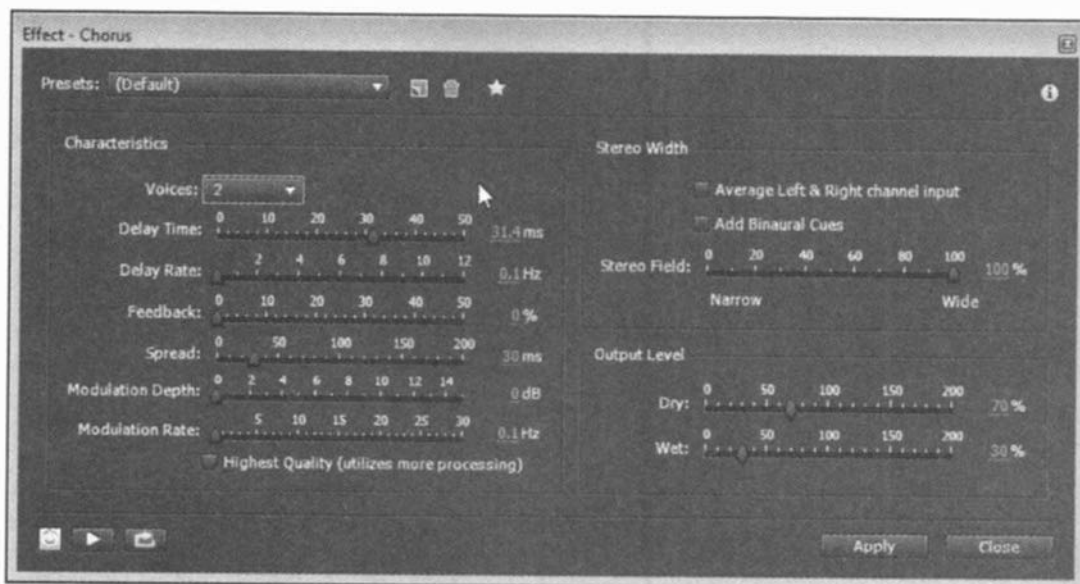 Effect - Chorus
Presets: (Default)
Characteristics
Voices: 2
0 10 20 30 40 50
Delay Time: 31.4 ms
2 4 6 8 10 12
Delay Rate: 0.1 Hz
0 10 20 30 40 50
Feedback: 0 %
0 50 100 150 200
Spread: 30 ms
0 2 4 6 8 10 12 14
Modulation Depth: 0 dB
5 10 15 20 25 30
Modulation Rate: 0.1 Hz
Highest Quality (utilizes more processing)
Stereo Width
Average Left & Right channel input
Add Binaural Cues
0 20 40 60 80 100
Stereo Field: 100 %
Narrow Wide
Output Level
0 50 100 150 200
Dry: 70 %
0 50 100 150 200
Wet: 30 %
Apply Close